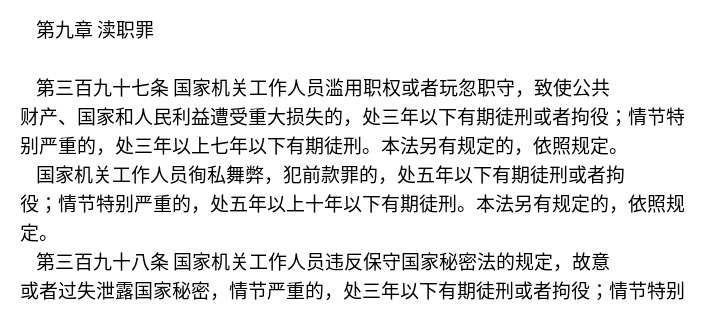 第九章 渎职罪
第三百九十七条 国家机关工作人员滥用职权或者玩忽职守，致使公共
财产、国家和人民利益遭受重大损失的，处三年以下有期徒刑或者拘役；情节特
别严重的，处三年以上七年以下有期徒刑。本法另有规定的，依照规定。
国家机关工作人员徇私舞弊，犯前款罪的，处五年以下有期徒刑或者拘
役；情节特别严重的，处五年以上十年以下有期徒刑。本法另有规定的，依照规
定。
第三百九十八条 国家机关工作人员违反保守国家秘密法的规定，故意
或者过失泄露国家秘密，情节严重的，处三年以下有期徒刑或者拘役；情节特别